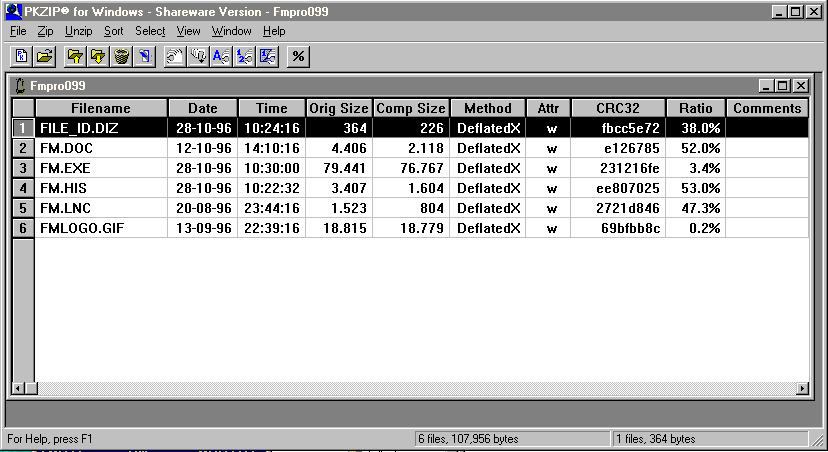 PKZIP® for Windows - Shareware Version - Fmpro099
File Zip Unzip Sort Select View Window Help
%
Fmpro099
Filename Date Time Orig Size Comp Size Method Attr CRC32 Ratio Comments
1 FILE_ID.DIZ 28-10-96 10:24:16 364 226 DeflatedX w fbcc5e72 38.0%
2 FM.DOC 12-10-96 14:10:16 4.406 2.118 DeflatedX w e126785 52.0%
3 FM.EXE 28-10-96 10:30:00 79.441 76.767 DeflatedX w 231216fe 3.4%
4 FM.HIS 28-10-96 10:22:32 3.407 1.604 DeflatedX w ee807025 53.0%
5 FM.LNC 20-08-96 23:44:16 1.523 804 DeflatedX w 2721d846 47.3%
6 FMLOGO.GIF 13-09-96 22:39:16 18.815 18.779 DeflatedX w 69bfbb8c 0.2%
For Help, press F1 6 files, 107,956 bytes 1 files, 364 bytes